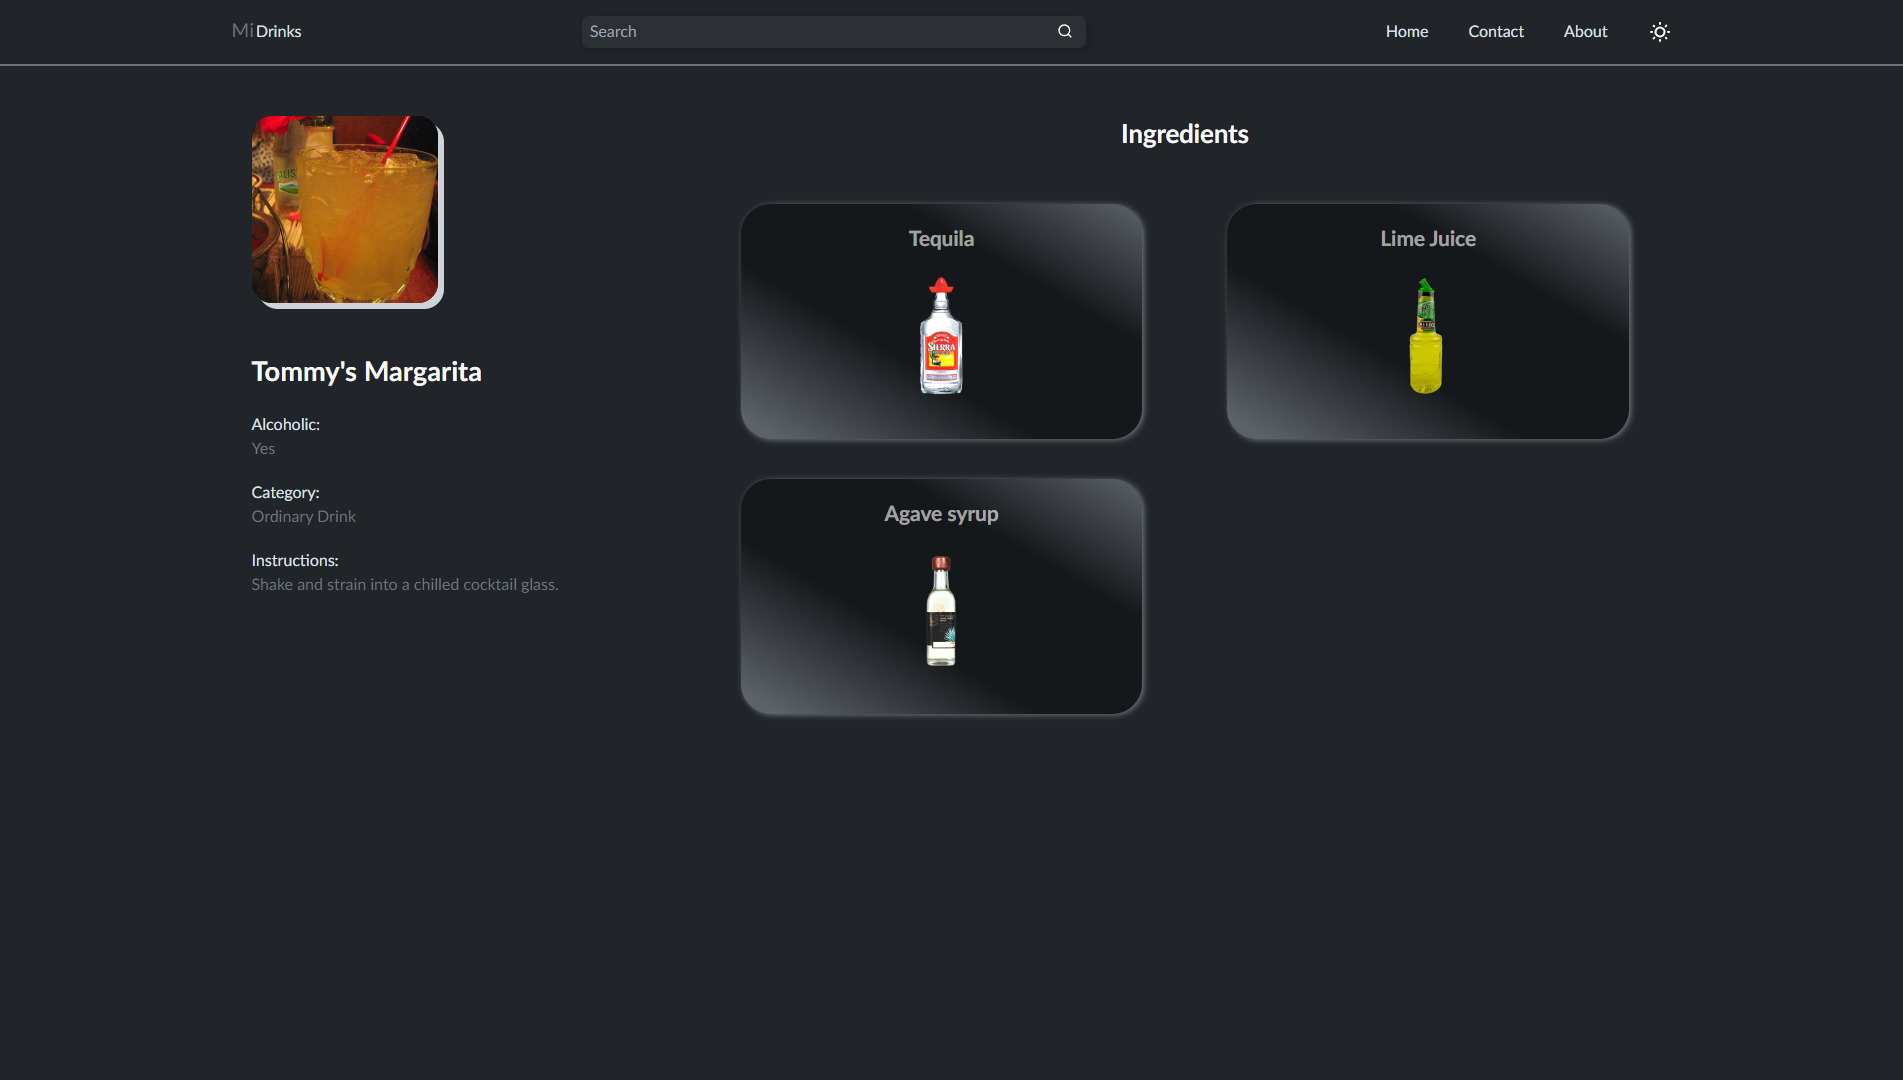 MiDrinks
Search
Home
Contact
About
Ingredients
Tequila
SIERRA
Lime Juice
Agave syrup
Tommy's Margarita
Alcoholic:
Yes
Category:
Ordinary Drink
Instructions:
Shake and strain into a chilled cocktail glass.